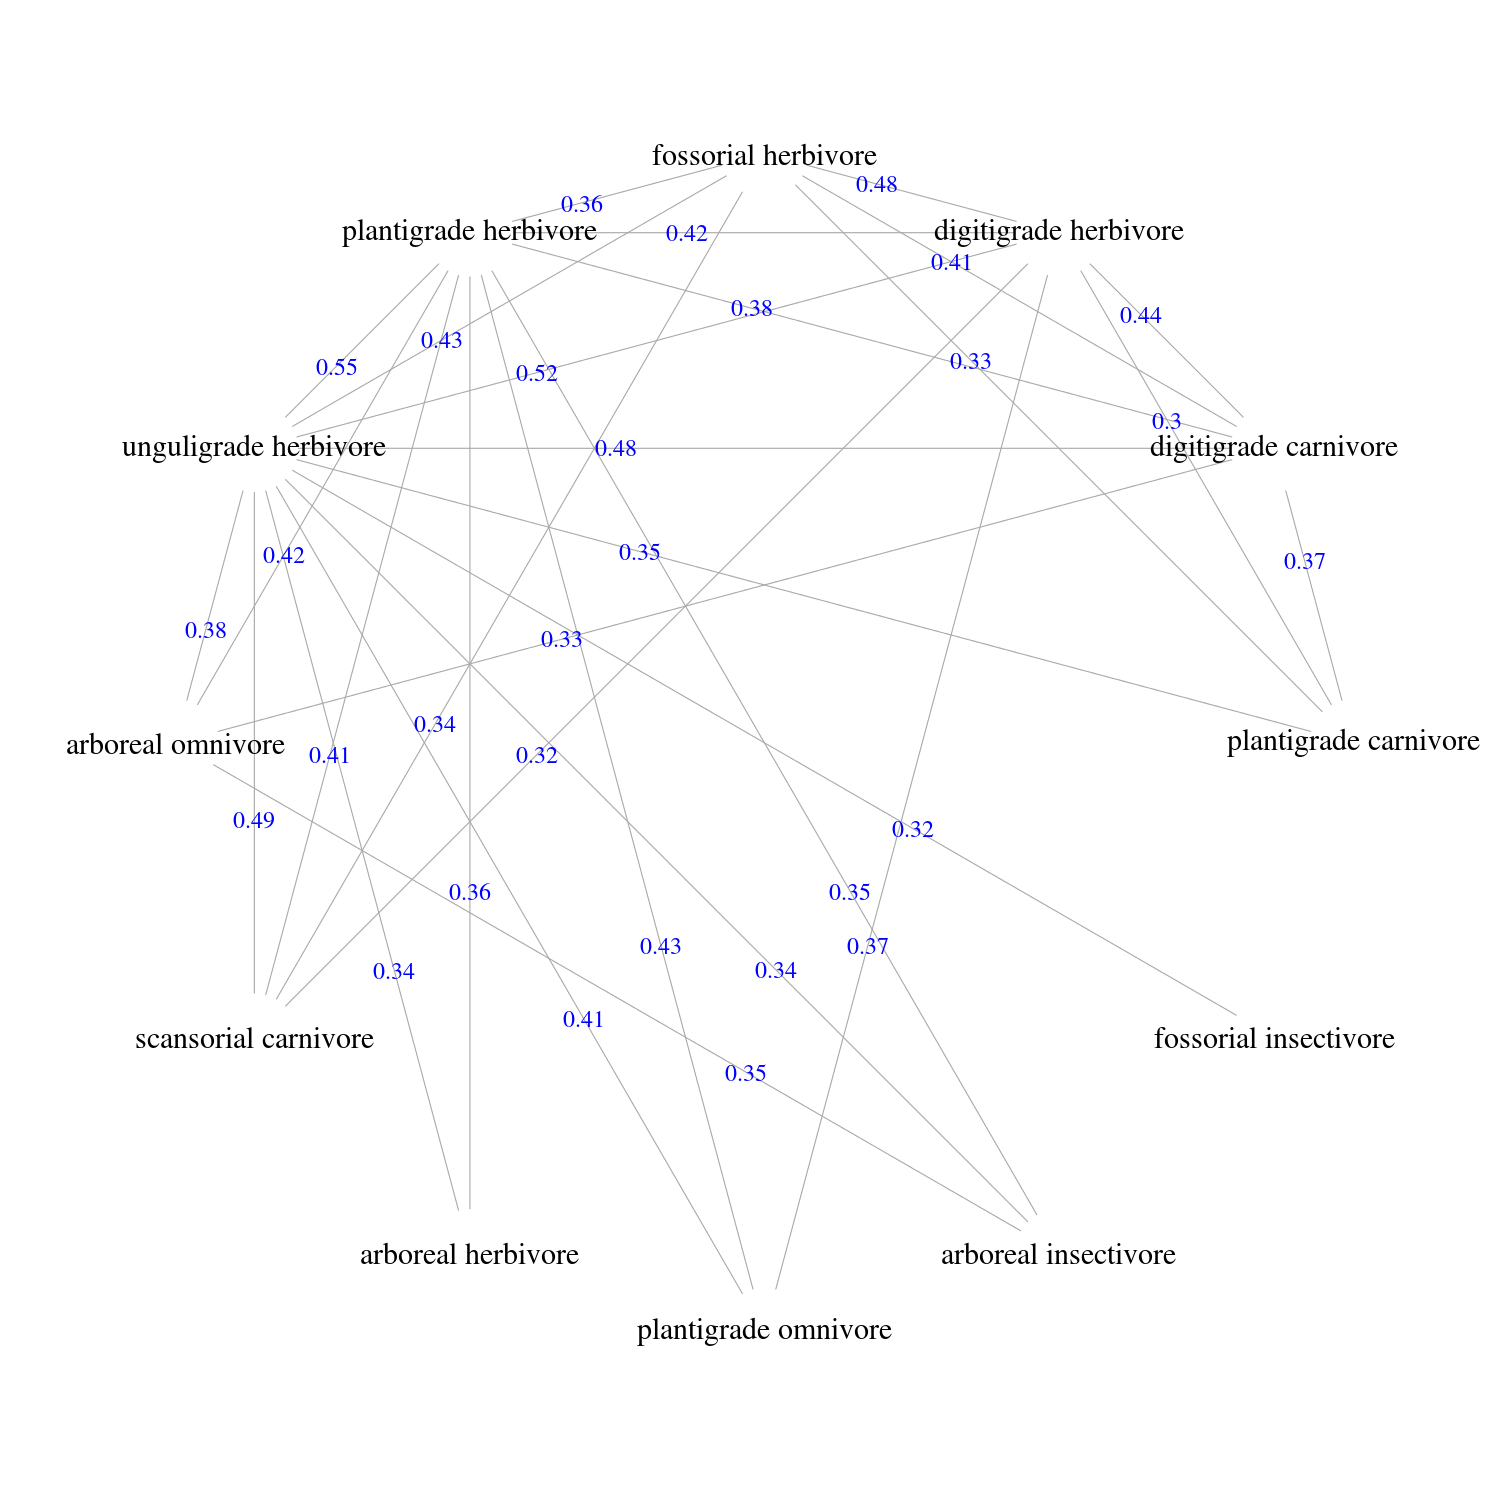 fossorial herbivore
0.48
0.36
plantigrade herbivore
0.42
digitigrade herbivore
0.41
0.38
0.44
0.43
0.33
0.55
0.52
0.3
unguligrade herbivore
0.48
digitigrade carnivore
0.42
0.35
0.37
0.38
0.33
0.34
arboreal omnivore
plantigrade carnivore
0.41
0.32
0.49
0.32
0.36
0.35
0.43
0.37
0.34
0.34
0.41
scansorial carnivore
fossorial insectivore
0.35
arboreal herbivore
arboreal insectivore
plantigrade omnivore